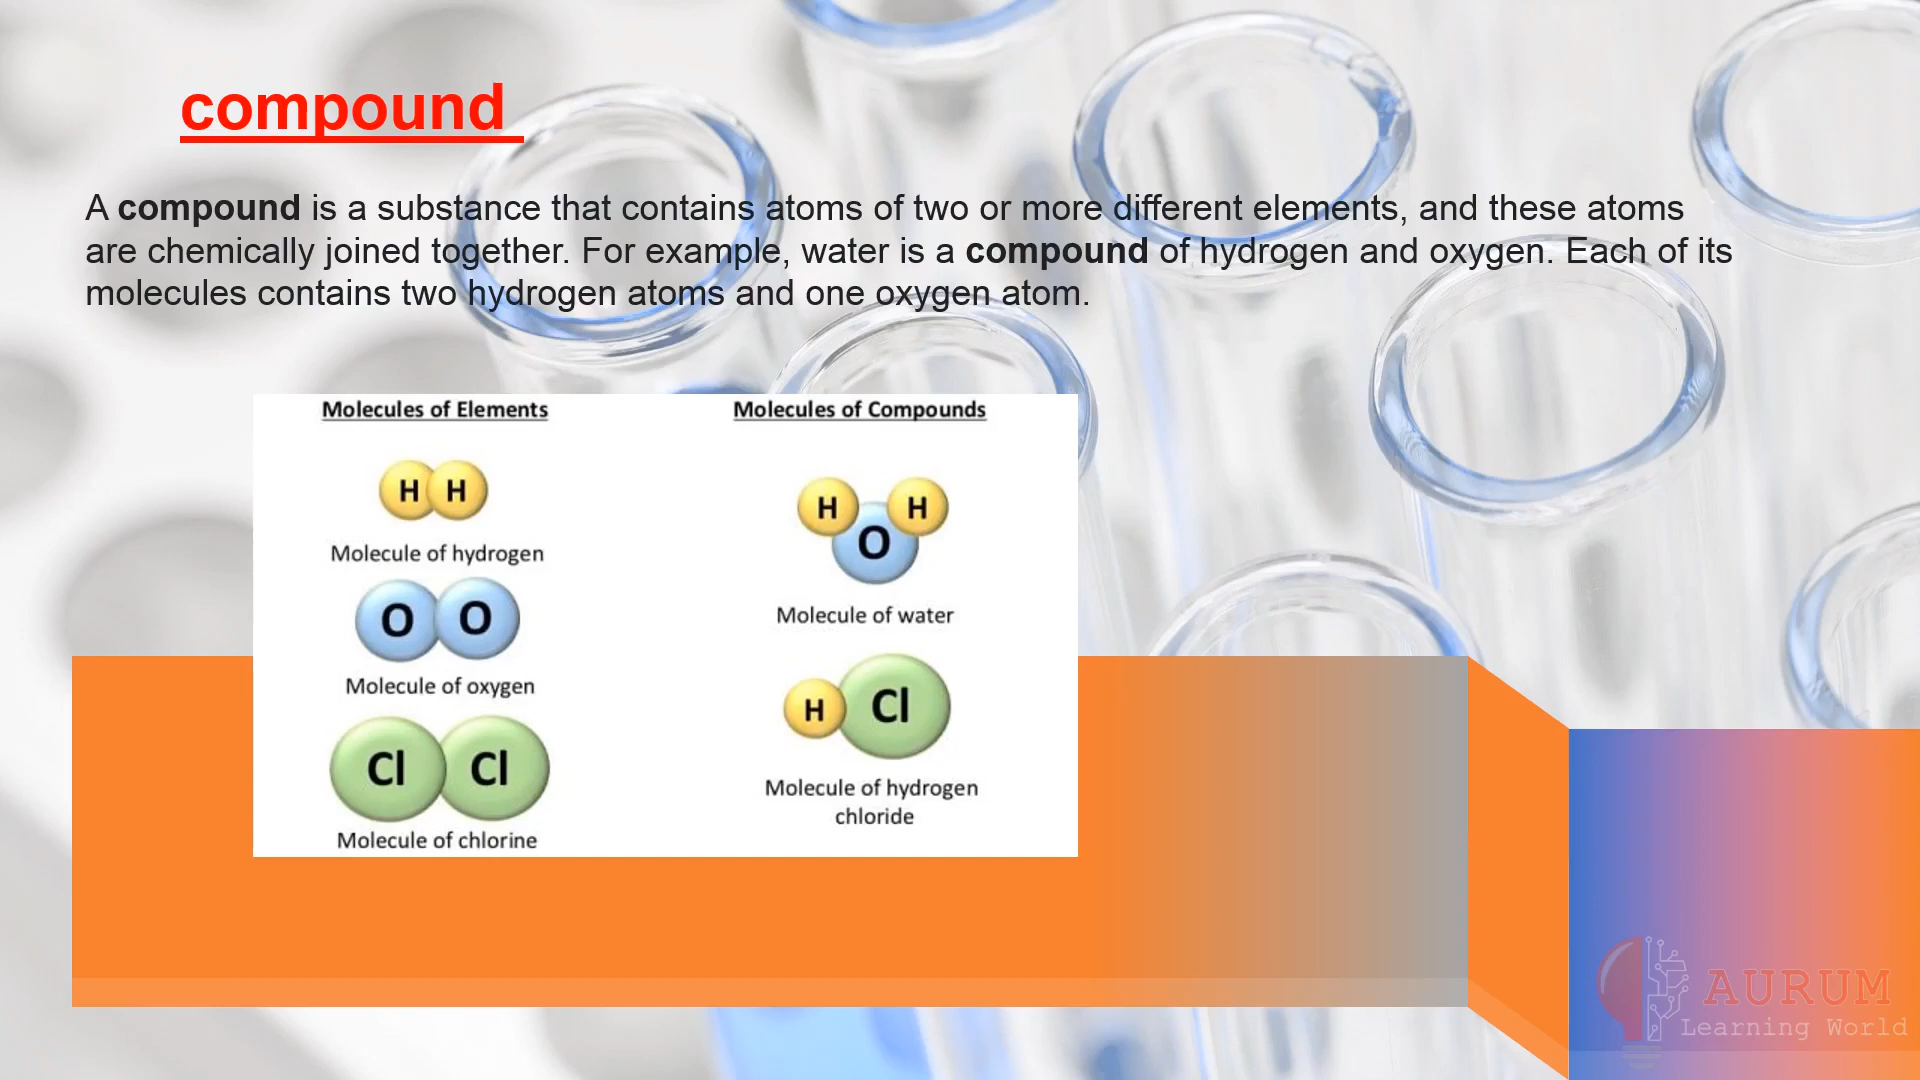 compound
A compound is a substance that contains atoms of two or more different elements, and these atoms
are chemically joined together. For example, water is a compound of hydrogen and oxygen. Each of its
molecules contains two hydrogen atoms and one oxygen atom.
Molecules of Elements
H H
Molecule of hydrogen
O O
Molecule of oxygen
Cl Cl
Molecule of chlorine
Molecules of Compounds
H H
O
Molecule of water
H Cl
Molecule of hydrogen
chloride
AURUM
Learning World